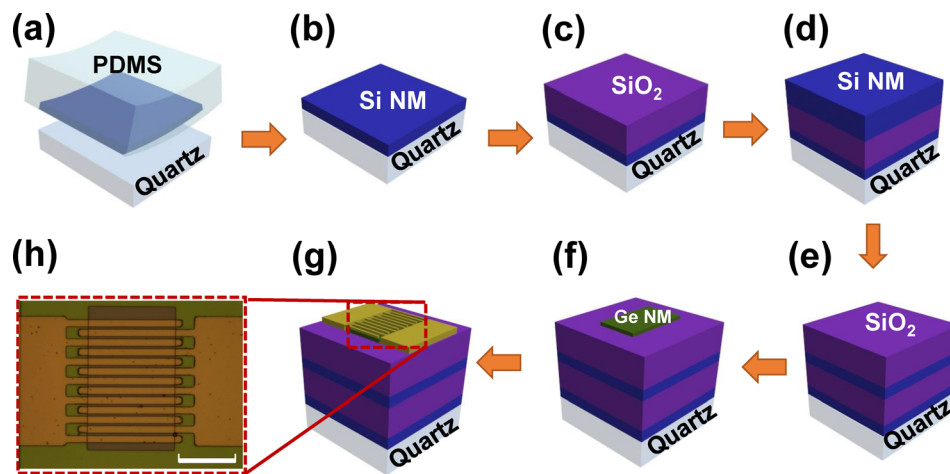 (a)
PDMS
Quartz
(b)
Si NM
Quartz
(c)
SiO₂
Quartz
(d)
Si NM
Quartz
(h)
(g)
Quartz
(f)
Ge NM
Quartz
(e)
SiO₂
Quartz